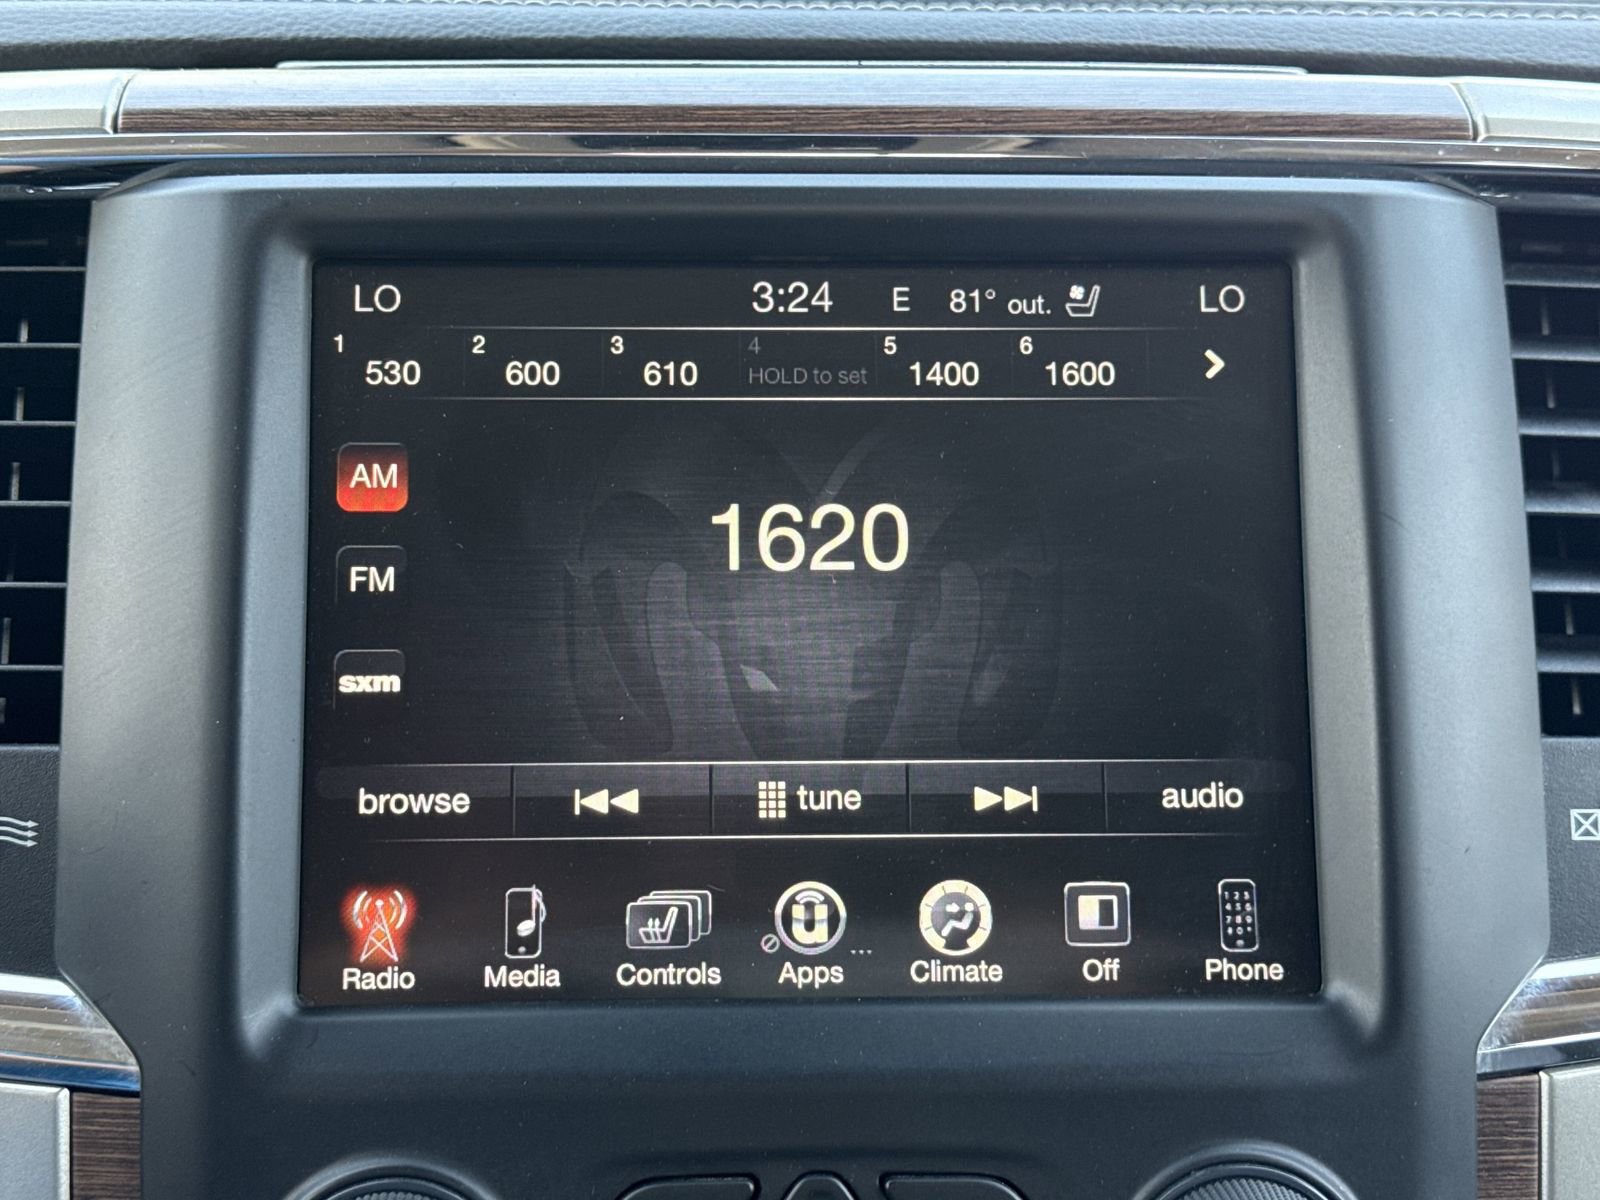 LO 3:24 E 81° out. LO
1 2 3 4 5 6
530 600 610 HOLD to set 1400 1600
AM
1620
FM
sxm
browse tune audio
Radio Media Controls Apps Climate Off Phone